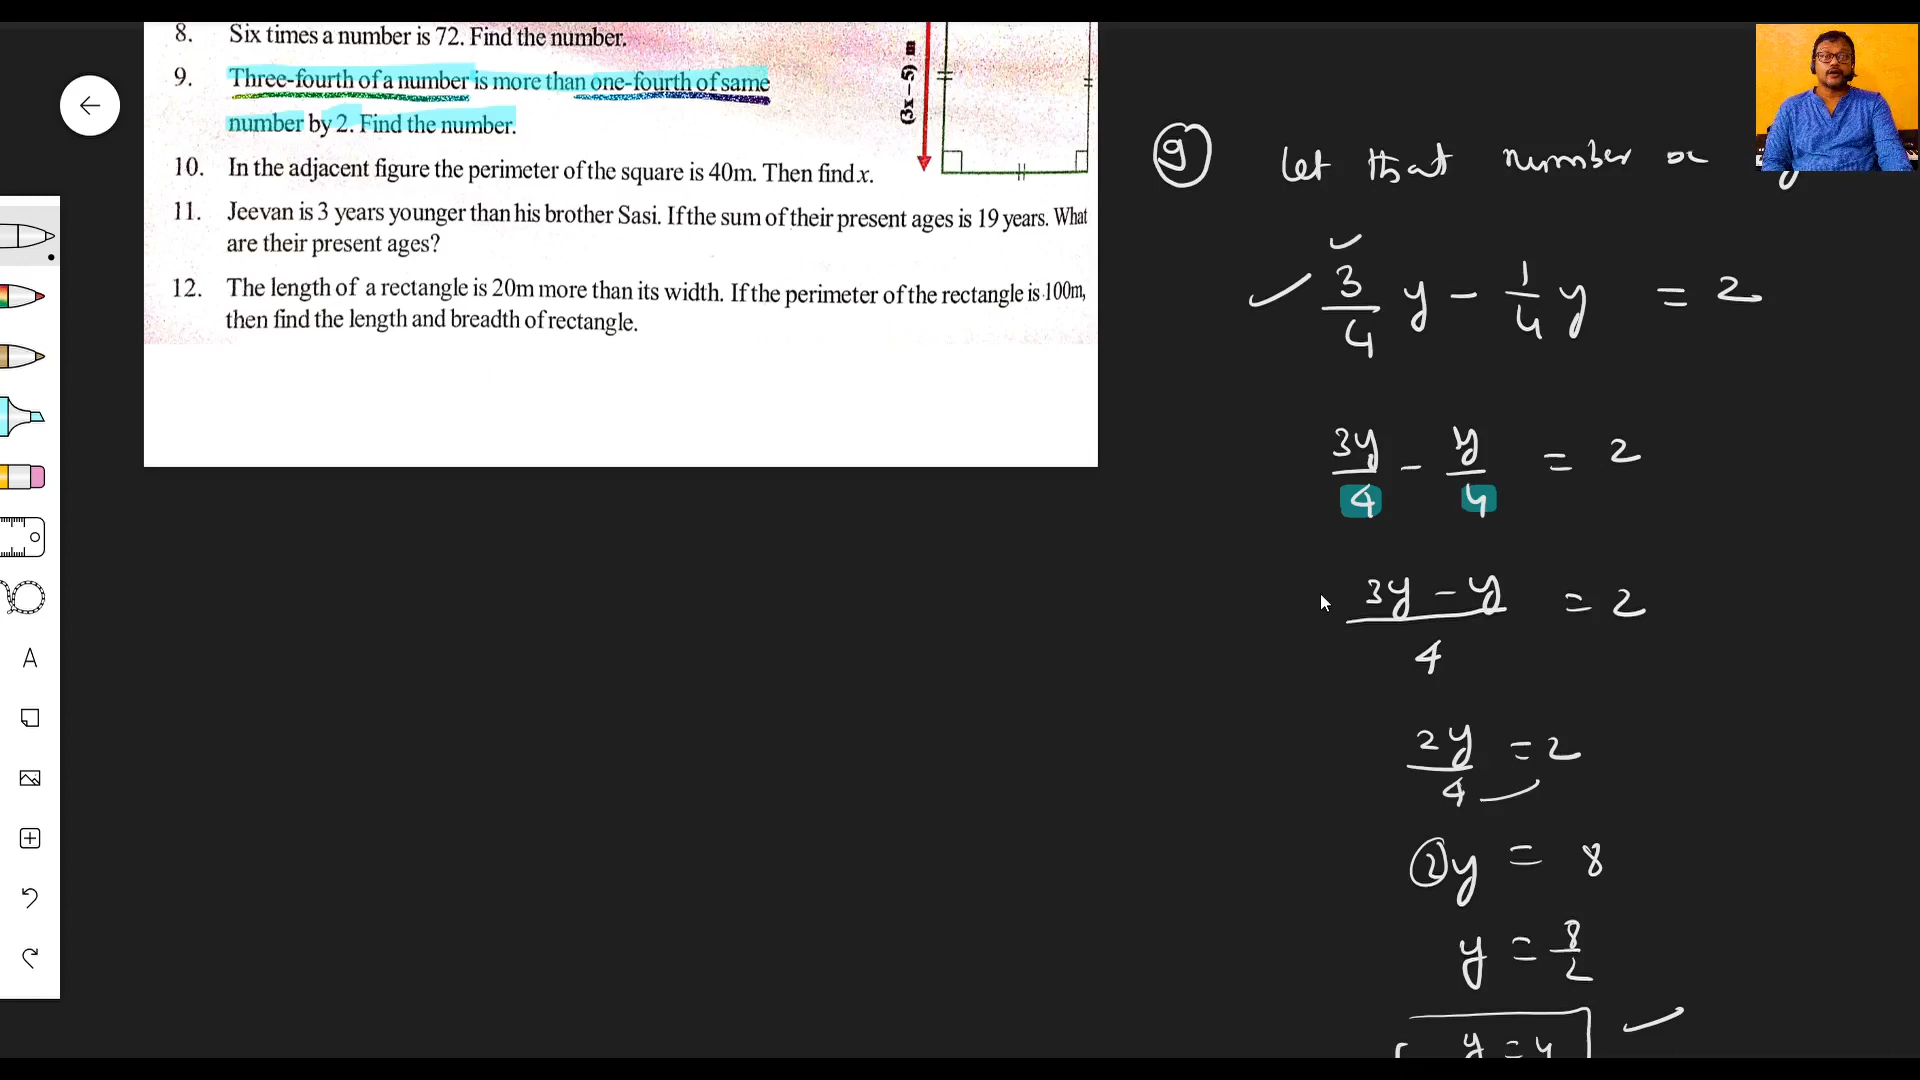 8. Six times a number is 72. Find the number.
9. Three-fourth of a number is more than one-fourth of same
number by 2. Find the number.
10. In the adjacent figure the perimeter of the square is 40m. Then find x.
11. Jeevan is 3 years younger than his brother Sasi. If the sum of their present ages is 19 years. What
are their present ages?
12. The length of a rectangle is 20m more than its width. If the perimeter of the rectangle is 100m,
then find the length and breadth of rectangle.
(3x – 5) m
A
9 let that number y
3/4 y - 1/4 y = 2
3y/4 - y/4 = 2
3y - y / 4 = 2
2y/4 = 2
2y = 8
y = 8/2
y = 4